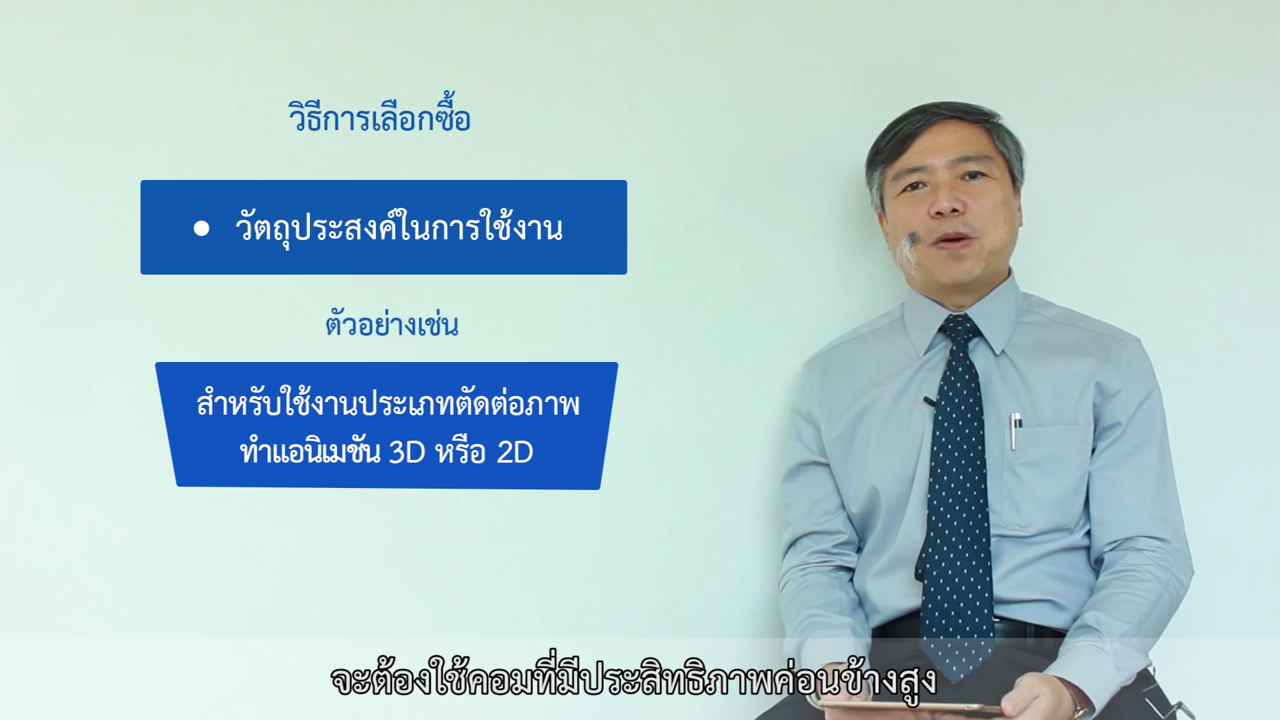 วิธีการเลือกซื้อ
● วัตถุประสงค์ในการใช้งาน
ตัวอย่างเช่น
สำหรับใช้งานประเภทตัดต่อภาพ
ทำแอนิเมชัน 3D หรือ 2D
จะต้องใช้คอมที่มีประสิทธิภาพค่อนข้างสูง